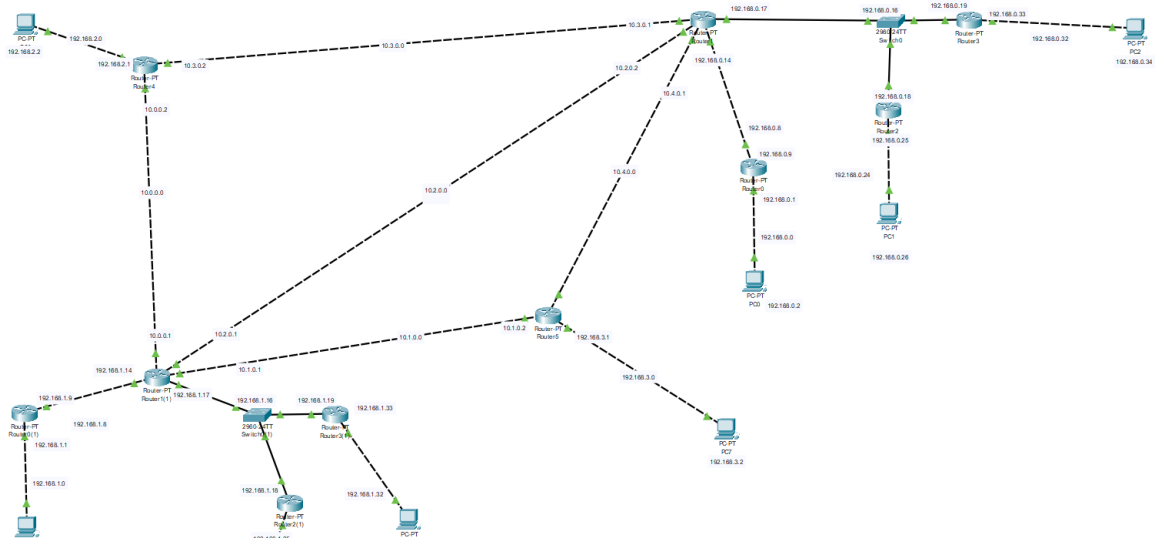 192.168.0.17
192.168.0.16
192.168.0.19
192.168.0.33
PC-PT
192.168.2.0
192.168.2.2
192.168.2.1
10.3.0.1
Router-PT
2960-24TT
Switch0
Router-PT
Router3
192.168.0.32
PC-PT
PC2
192.168.0.34
10.3.0.0
10.3.0.2
Router-PT
Router4
192.168.0.14
10.2.0.2
10.4.0.1
10.0.0.2
192.168.0.18
Router-PT
Router2
192.168.0.25
192.168.0.8
192.168.0.9
Router-PT
Router0
192.168.0.24
10.4.0.0
10.0.0.0
10.2.0.0
192.168.0.1
PC-PT
PC1
192.168.0.0
192.168.0.26
PC-PT
PC0
192.168.0.2
10.0.0.1
10.2.0.1
10.1.0.0
10.1.0.2
Router-PT
Router5
192.168.3.1
192.168.1.14
10.1.0.1
192.168.3.0
Router-PT
Router1(1)
192.168.1.17
192.168.1.9
192.168.1.16
192.168.1.19
192.168.1.33
Router-PT
Router0(1)
192.168.1.8
2960-24TT
Router-PT
192.168.1.1
PC-PT
PC7
192.168.3.2
192.168.1.0
192.168.1.18
192.168.1.32
Router-PT
Router2(1)
PC-PT